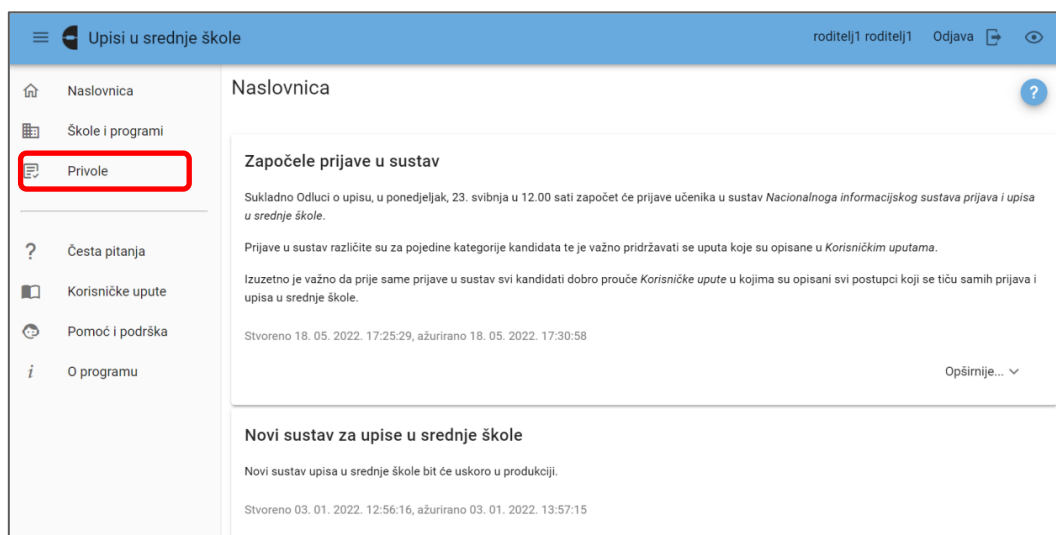 Upisi u srednje škole
roditelj1 roditelj1 Odjava
Naslovnica
Škole i programi
Privole
Česta pitanja
Korisničke upute
Pomoć i podrška
O programu
Naslovnica
?
Započele prijave u sustav
Sukladno Odluci o upisu, u ponedjeljak, 23. svibnja u 12.00 sati započet će prijave učenika u sustav Nacionalnoga informacijskog sustava prijava i upisa
u srednje škole.
Prijave u sustav različite su za pojedine kategorije kandidata te je važno pridržavati se uputa koje su opisane u Korisničkim uputama.
Izuzetno je važno da prije same prijave u sustav svi kandidati dobro prouče Korisničke upute u kojima su opisani svi postupci koji se tiču samih prijava i
upisa u srednje škole.
Stvoreno 18. 05. 2022. 17:25:29, ažurirano 18. 05. 2022. 17:30:58
Opširnije...
Novi sustav za upise u srednje škole
Novi sustav upisa u srednje škole bit će uskoro u produkciji.
Stvoreno 03. 01. 2022. 12:56:16, ažurirano 03. 01. 2022. 13:57:15